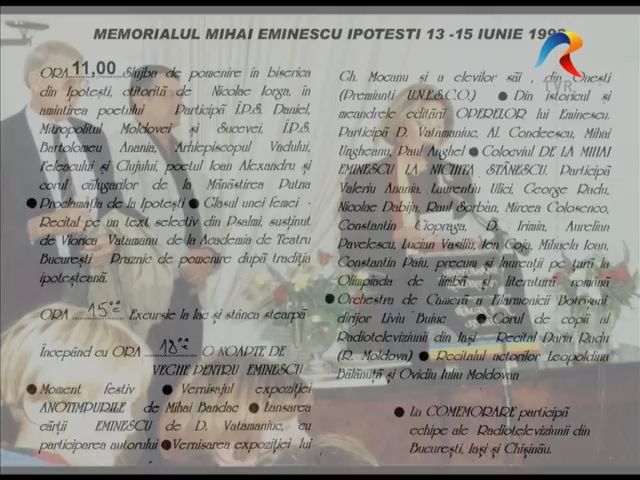 MEMORIALUL MIHAI EMINESCU IPOTESTI 13 -15 IUNIE 1993
TVR
ORA 11,00 Slujba de pomenire în biserica
din Ipotești, ctitorită de Nicolae Iorga, în
amintirea poetului Participă Î.P.S. Daniel,
Mitropolitul Moldovei și Sucevei, Î.P.S.
Bartolomeu Anania, Arhiepiscopul Vadului,
Feleacului și Clujului, poetul Ioan Alexandru și
corul călugărilor de la Mănăstirea Putna
● Proclamația de la Ipotești ● Glasul unei femei -
Recital pe un text selectiv din Psalmi, susținut
de Viorica Vatamanu de la Academia de Teatru
București Praznic de pomenire după tradiția
ipoteșteană.
ORA 15°° Excursie la lac și stânca stearpă
Începând cu ORA 18°° O NOAPTE DE
VEGHE PENTRU EMINESCU
● Moment festiv ● Vernisajul expoziției
ANOTIMPURILE de Mihai Bandac ● Lansarea
cărții EMINESCU de D. Vatamaniuc, cu
participarea autorului ● Vernisarea expoziției lui
Gh. Mocanu și a elevilor săi , din Onești
(Premianți U.N.E.S.C.O.) ● Din istoricul și
meandrele editării OPERELOR lui Eminescu.
Participă D. Vatamaniuc, Al. Condeescu, Mihai
Ungheanu, Paul Anghel ● Colocviul DE LA MIHAI
EMINESCU LA NICHITA STĂNESCU. Participă
Valeriu Anania, Laurențiu Ulici, George Radu,
Nicolae Dabija, Raul Șorban, Mircea Colosenco,
Constantin Ciopraga, D. Irimia, Aurelian
Pavelescu, Lucian Vasiliu, Ion Coja, Mihaela Ioan,
Constantin Paiu, precum și laureații pe țară la
Olimpiada de limbă și literatură română
● Orchestra de Cameră a Filarmonicii Botoșani
dirijor Liviu Buiuc ● Corul de copii al
Radioteleviziunii din Iași Recital Daria Radu
(R. Moldova) ● Recitalul actorilor Leopoldina
Bălănuță și Ovidiu Iuliu Moldovan
● La COMEMORARE participă
echipe ale Radioteleviziunii din
București, Iași și Chișinău.